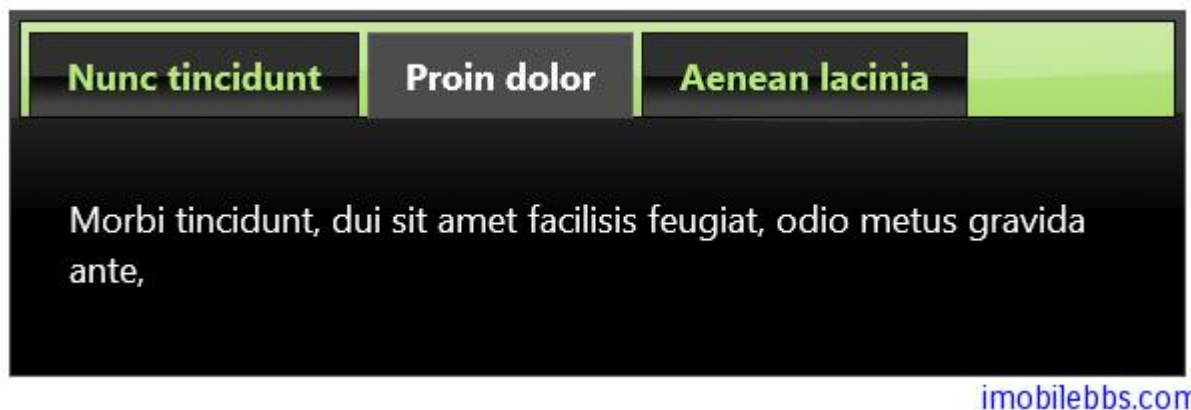 Nunc tincidunt
Proin dolor
Aenean lacinia
Morbi tincidunt, dui sit amet facilisis feugiat, odio metus gravida
ante,
imobilebbs.com